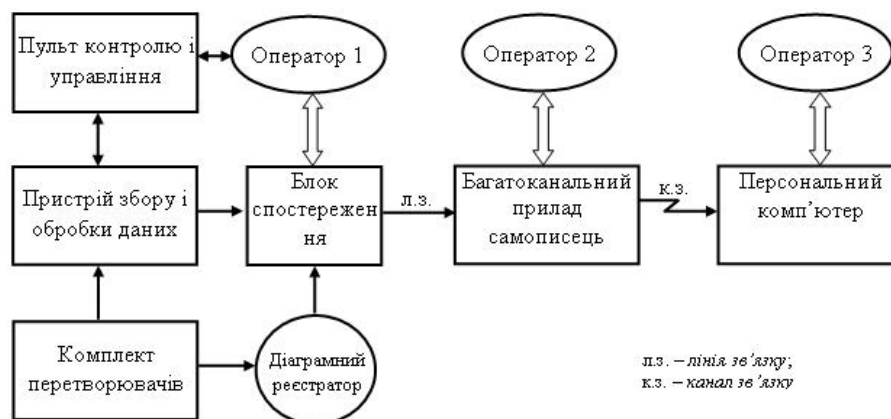 Пульт контролю і
управління
Оператор 1
Оператор 2
Оператор 3
Пристрій збору і
обробки даних
Блок
спостережен
ня
л.з.
Багатоканальний
прилад
самописець
к.з.
Персональний
комп’ютер
Комплект
перетворювачів
Діаграмний
реєстратор
л.з. – лінія зв’язку;
к.з. – канал зв’язку